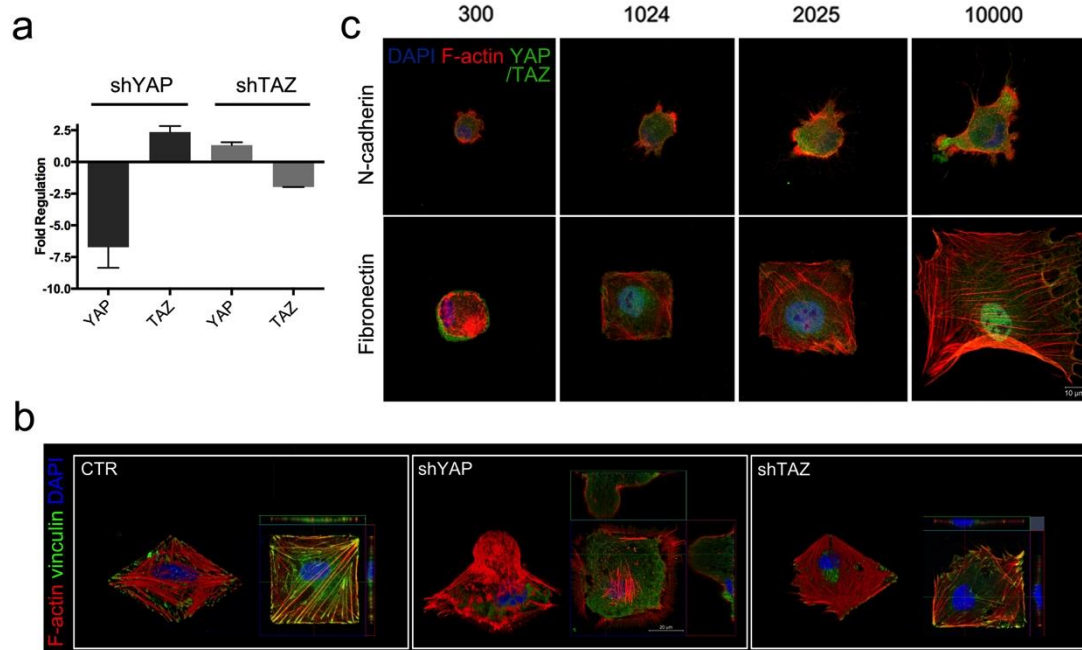 a
shYAP shTAZ
2.5
0.0
-2.5
-5.0
-7.5
-10.0
Fold Regulation
YAP TAZ YAP TAZ
c
300 1024 2025 10000
DAPI F-actin YAP
/TAZ
N-cadherin
Fibronectin
10 µm
b
F-actin vinculin DAPI
CTR
shYAP
20 µm
shTAZ